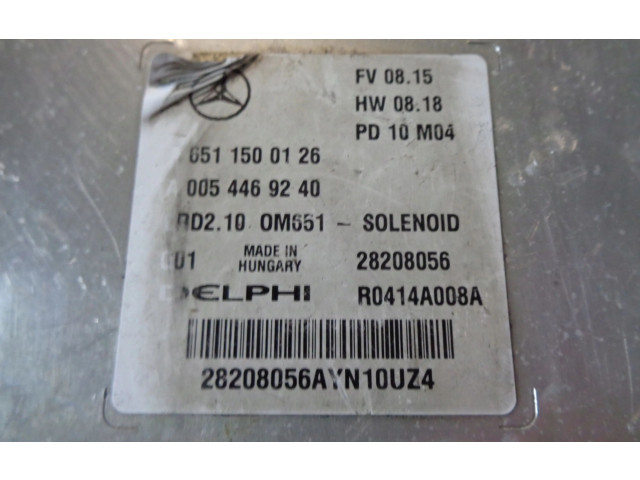 FV 08.15
HW 08.18
PD 10 M04
651 150 01 26
A 005 446 92 40
RD2.10 OM651 - SOLENOID
MADE IN
HUNGARY
28208056
DELPHI R0414A008A
28208056AYN10UZ4